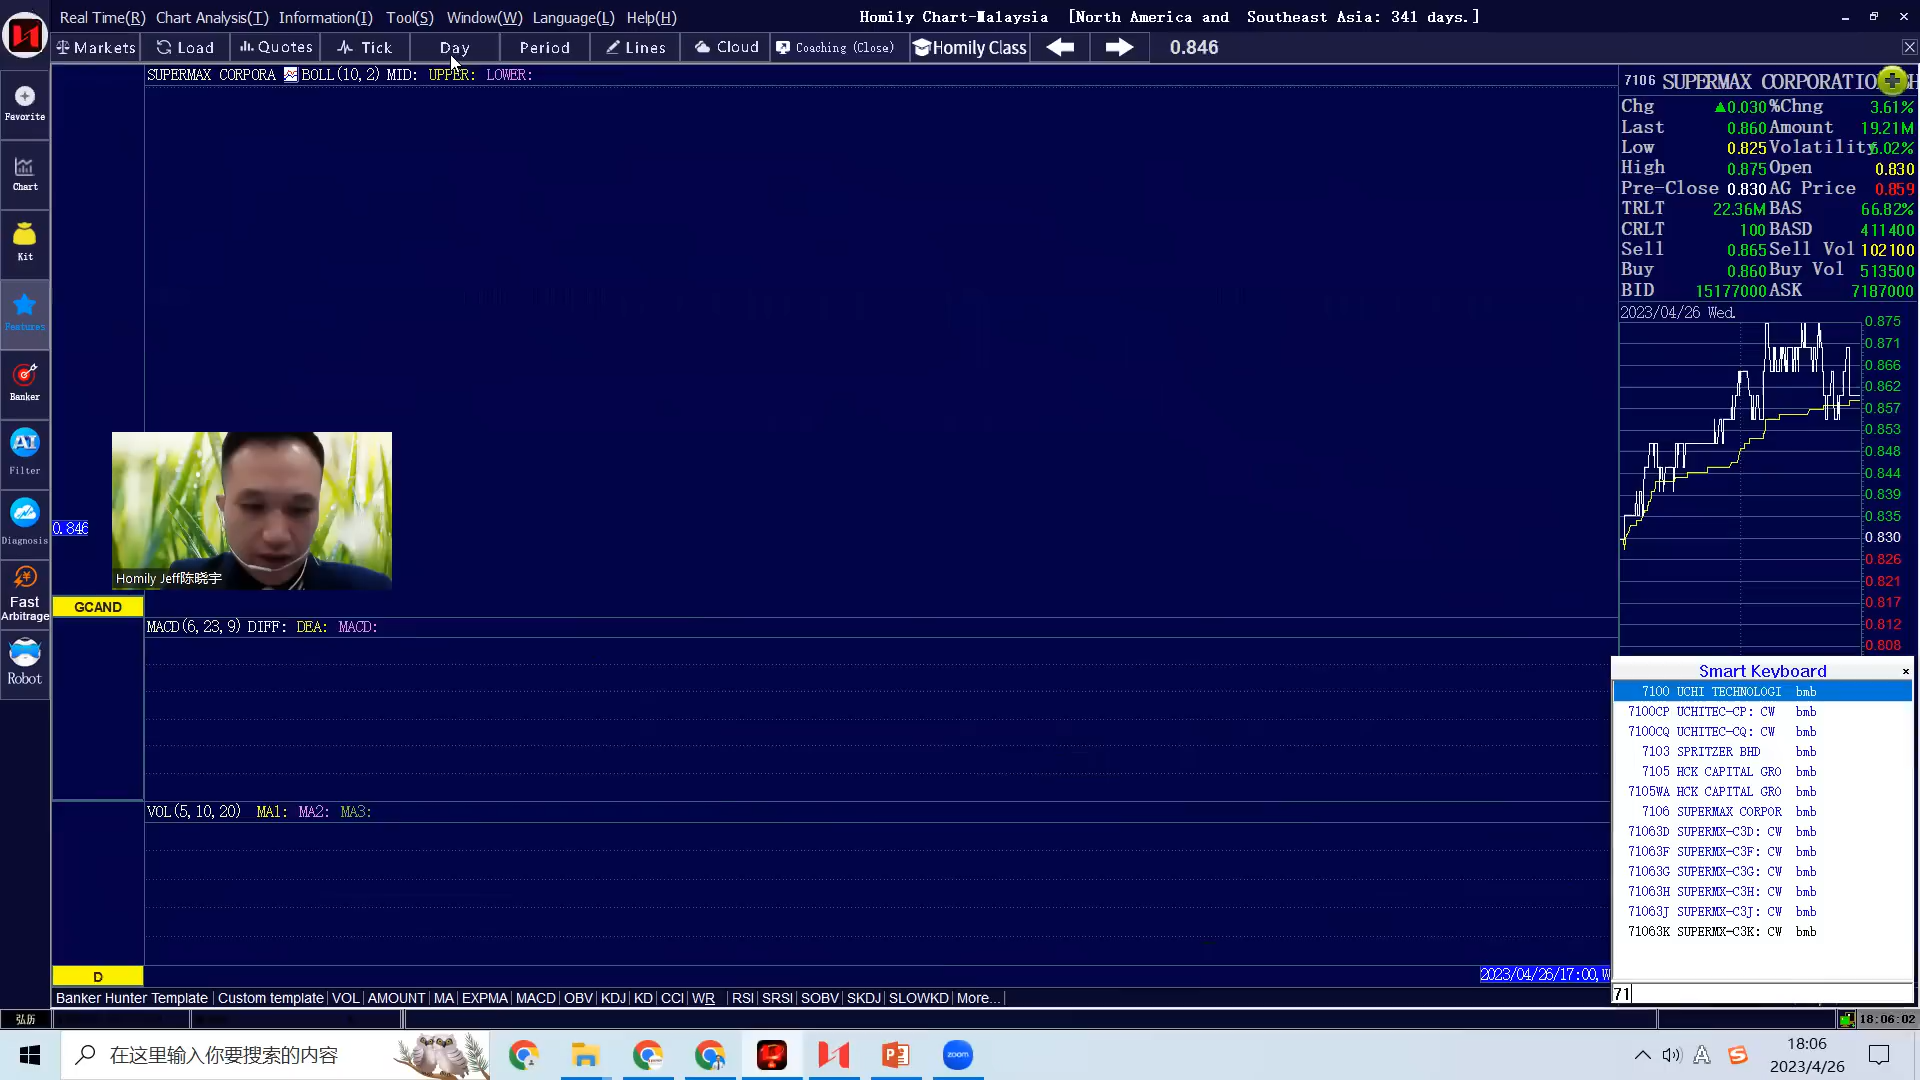 Real Time(R) Chart Analysis(T) Information(I) Tool(S) Window(W) Language(L) Help(H)
Homily Chart-Malaysia [North America and Southeast Asia: 341 days.]
Markets Load Quotes Tick Day Period Lines Cloud Coaching (Close) Homily Class 0.846
SUPERMAX CORPORA BOLL(10,2) MID: UPPER: LOWER:
7106 SUPERMAX CORPORATIO
Chg ▲0.030 %Chng 3.61%
Last 0.860 Amount 19.21M
Low 0.825 Volatility 6.02%
High 0.875 Open 0.830
Pre-Close 0.830 AG Price 0.859
TRLT 22.36M BAS 66.82%
CRLT 100 BASD 411400
Sell 0.865 Sell Vol 102100
Buy 0.860 Buy Vol 513500
BID 15177000 ASK 7187000
2023/04/26 Wed.
0.875
0.871
0.866
0.862
0.857
0.853
0.848
0.844
0.839
0.835
0.830
0.826
0.821
0.817
0.812
0.808
Favorite
Chart
Kit
Features
Banker
AI
Filter
Diagnosis
Fast
Arbitrage
Robot
0.846
Homily Jeff陈晓宇
GCAND
MACD(6,23,9) DIFF: DEA: MACD:
VOL(5,10,20) MA1: MA2: MA3:
D
2023/04/26/17:00,W
Smart Keyboard ×
7100 UCHI TECHNOLOGI bmb
7100CP UCHITEC-CP: CW bmb
7100CQ UCHITEC-CQ: CW bmb
7103 SPRITZER BHD bmb
7105 HCK CAPITAL GRO bmb
7105WA HCK CAPITAL GRO bmb
7106 SUPERMAX CORPOR bmb
71063D SUPERMX-C3D: CW bmb
71063F SUPERMX-C3F: CW bmb
71063G SUPERMX-C3G: CW bmb
71063H SUPERMX-C3H: CW bmb
71063J SUPERMX-C3J: CW bmb
71063K SUPERMX-C3K: CW bmb
71
Banker Hunter Template Custom template VOL AMOUNT MA EXPMA MACD OBV KDJ KD CCI WR RSI SRSI SOBV SKDJ SLOWKD More...
弘历
18:06:02
在这里输入你要搜索的内容
zoom
A
18:06
2023/4/26